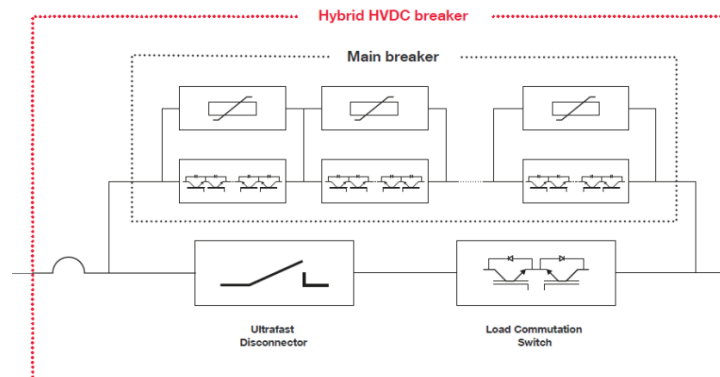 Hybrid HVDC breaker
Main breaker
Ultrafast
Disconnector
Load Commutation
Switch